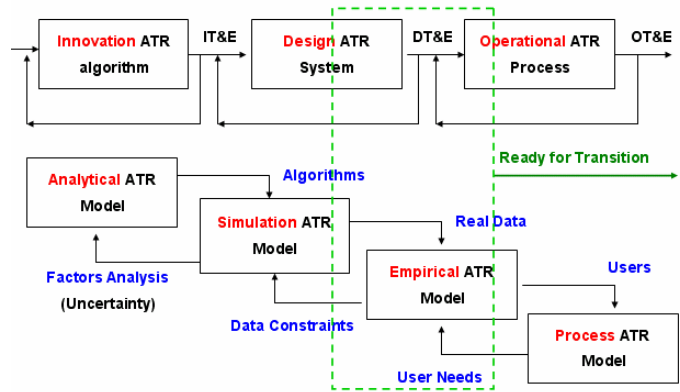 Innovation ATR
algorithm
IT&E
Design ATR
System
DT&E
Operational ATR
Process
OT&E
Ready for Transition
Analytical ATR
Model
Algorithms
Simulation ATR
Model
Real Data
Factors Analysis
(Uncertainty)
Empirical ATR
Model
Users
Data Constraints
Process ATR
Model
User Needs